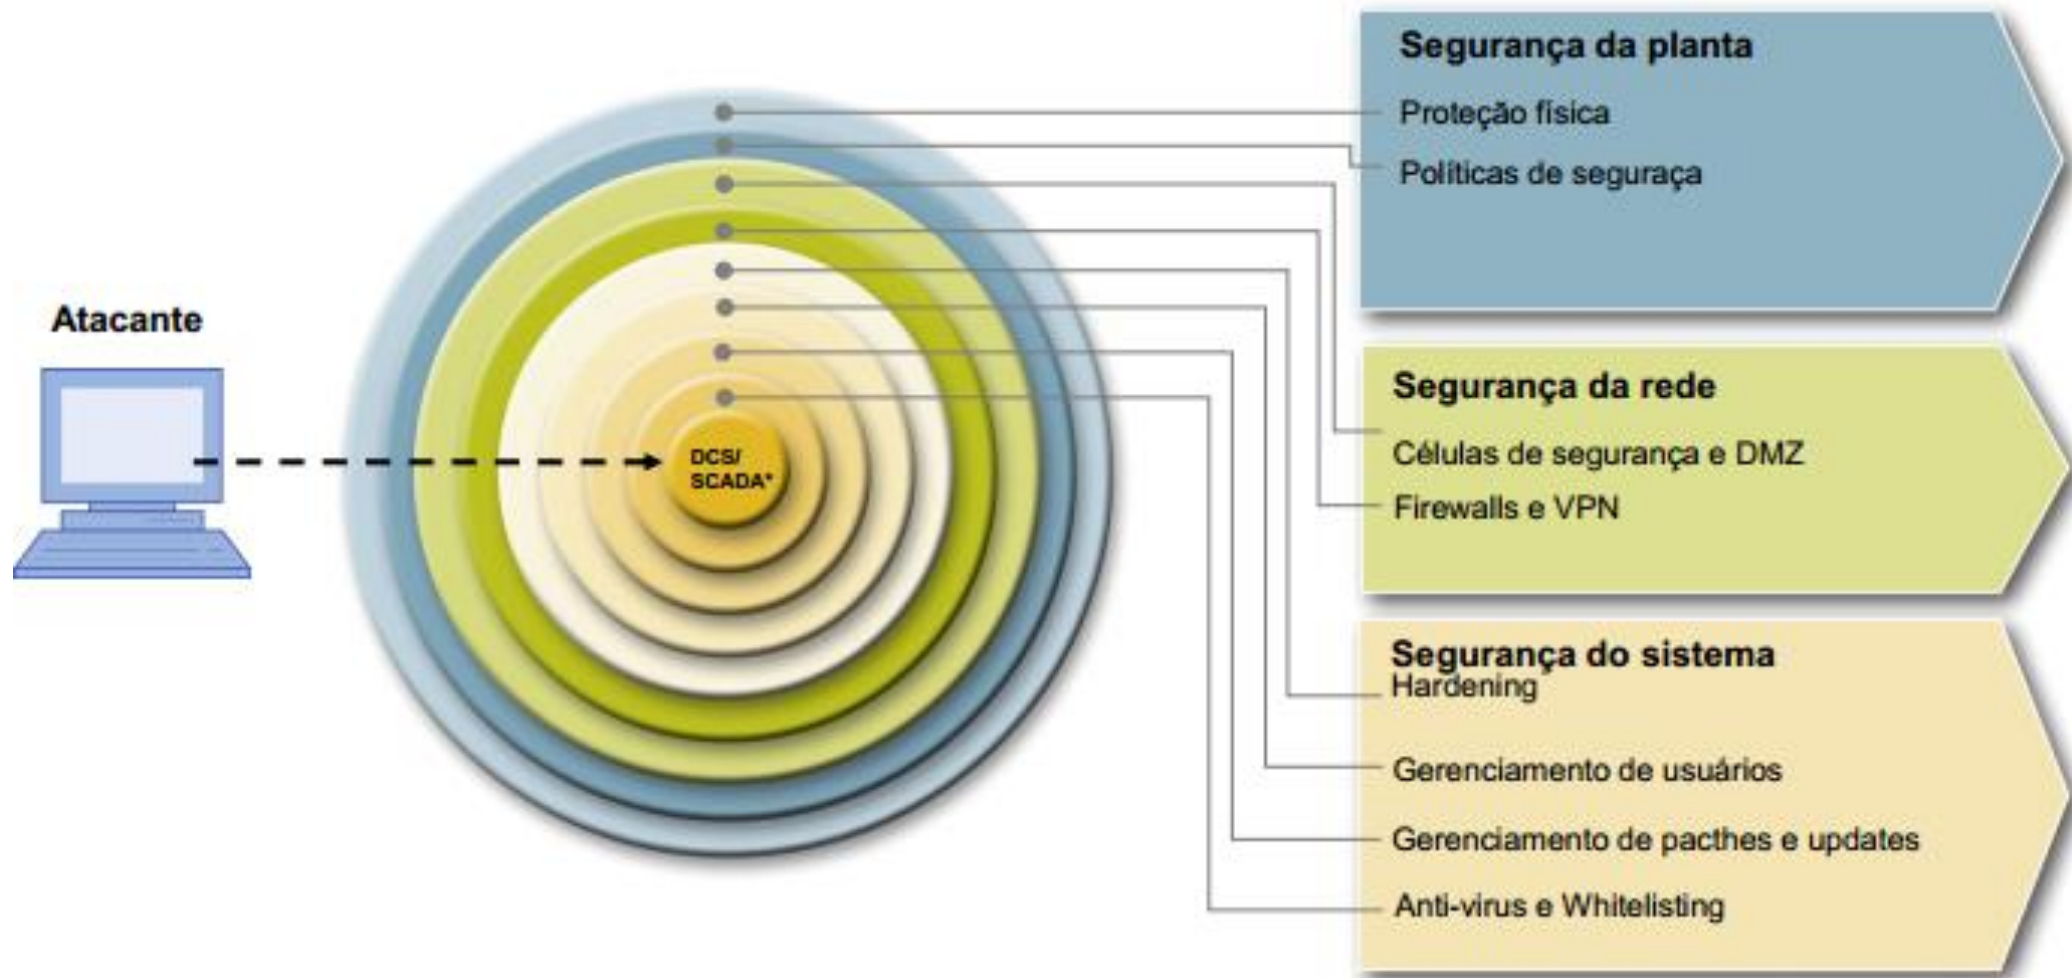 Atacante
DCS/
SCADA*
Segurança da planta
Proteção física
Políticas de seguraça
Segurança da rede
Células de segurança e DMZ
Firewalls e VPN
Segurança do sistema
Hardening
Gerenciamento de usuários
Gerenciamento de pacthes e updates
Anti-virus e Whitelisting